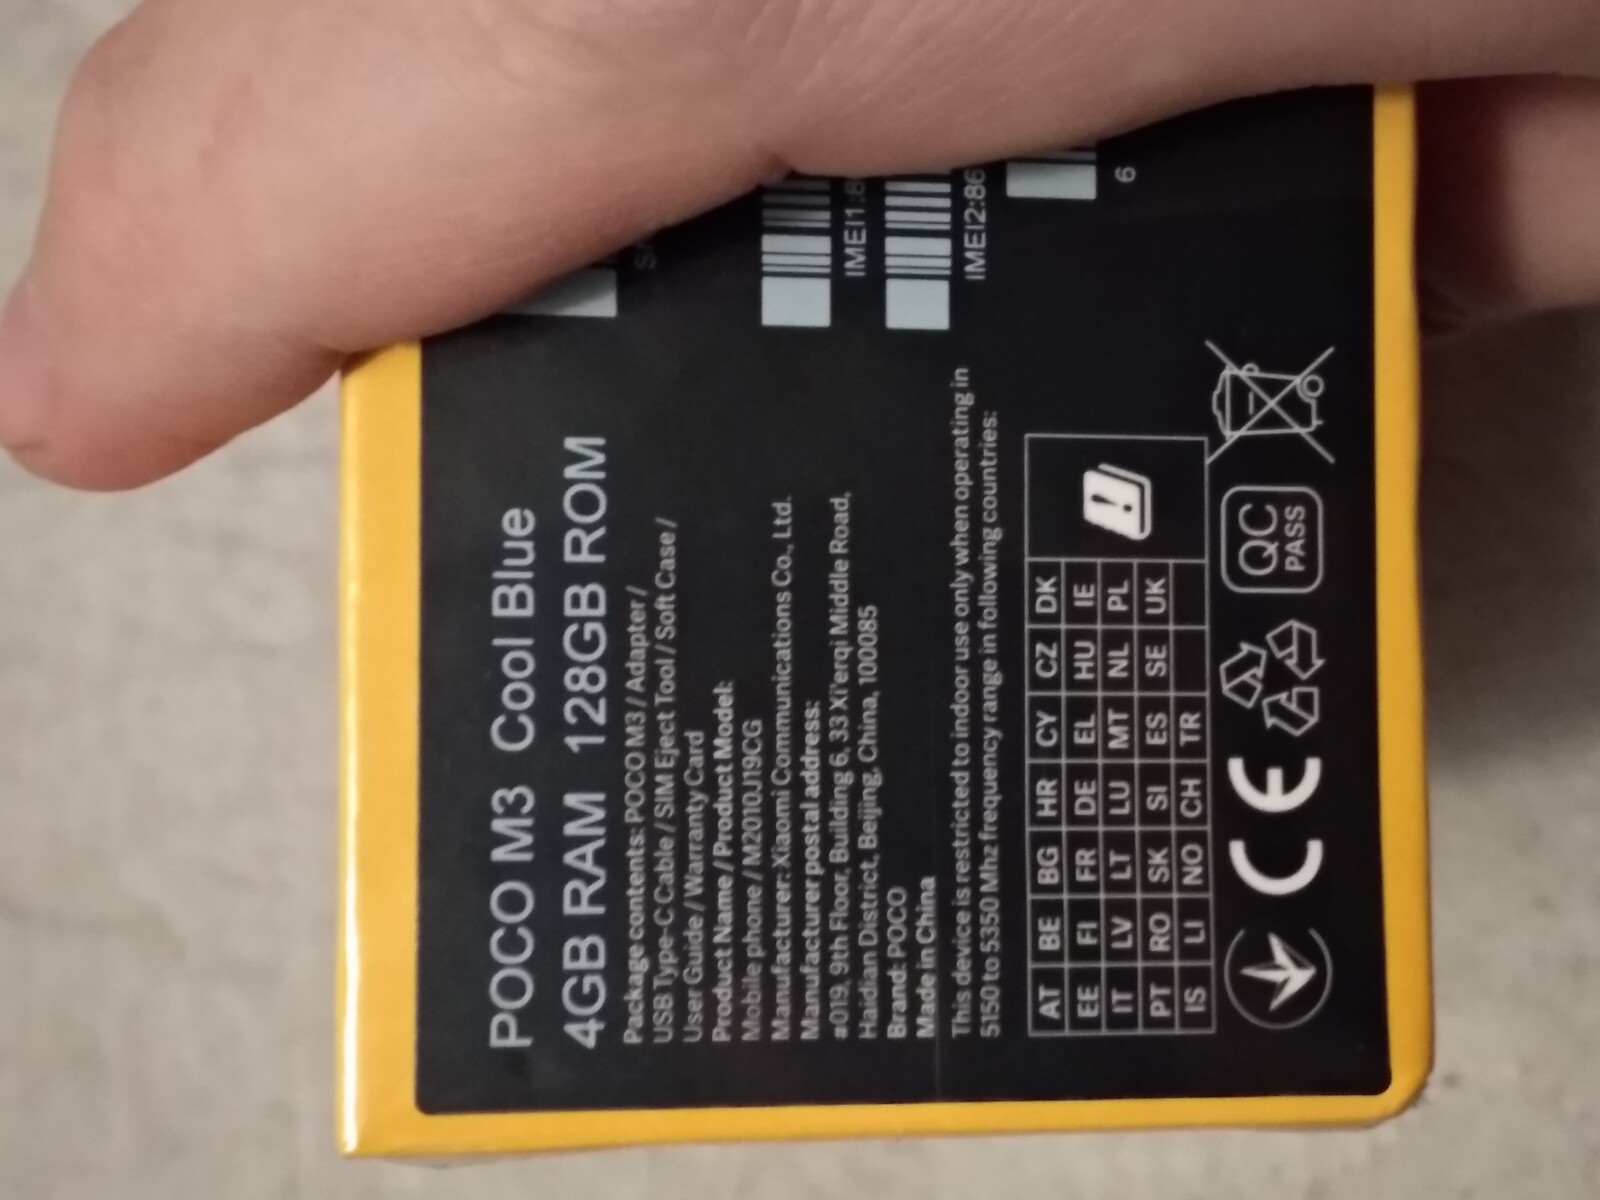 POCO M3 Cool Blue
4GB RAM 128GB ROM
Package contents: POCO M3 / Adapter /
USB Type-C Cable / SIM Eject Tool / Soft Case /
User Guide / Warranty Card
Product Name / Product Model:
Mobile phone / M2010J19CG
Manufacturer: Xiaomi Communications Co., Ltd.
Manufacturer postal address:
#019, 9th Floor, Building 6, 33 Xi'erqi Middle Road,
Haidian District, Beijing, China, 100085
Brand: POCO
Made in China
This device is restricted to indoor use only when operating in
5150 to 5350 Mhz frequency range in following countries:
AT BE BG HR CY CZ DK
EE FI FR DE EL HU IE
IT LV LT LU MT NL PL
PT RO SK SI ES SE UK
IS LI NO CH TR
CE
QC
PASS
IMEI1:8
IMEI2:86
6